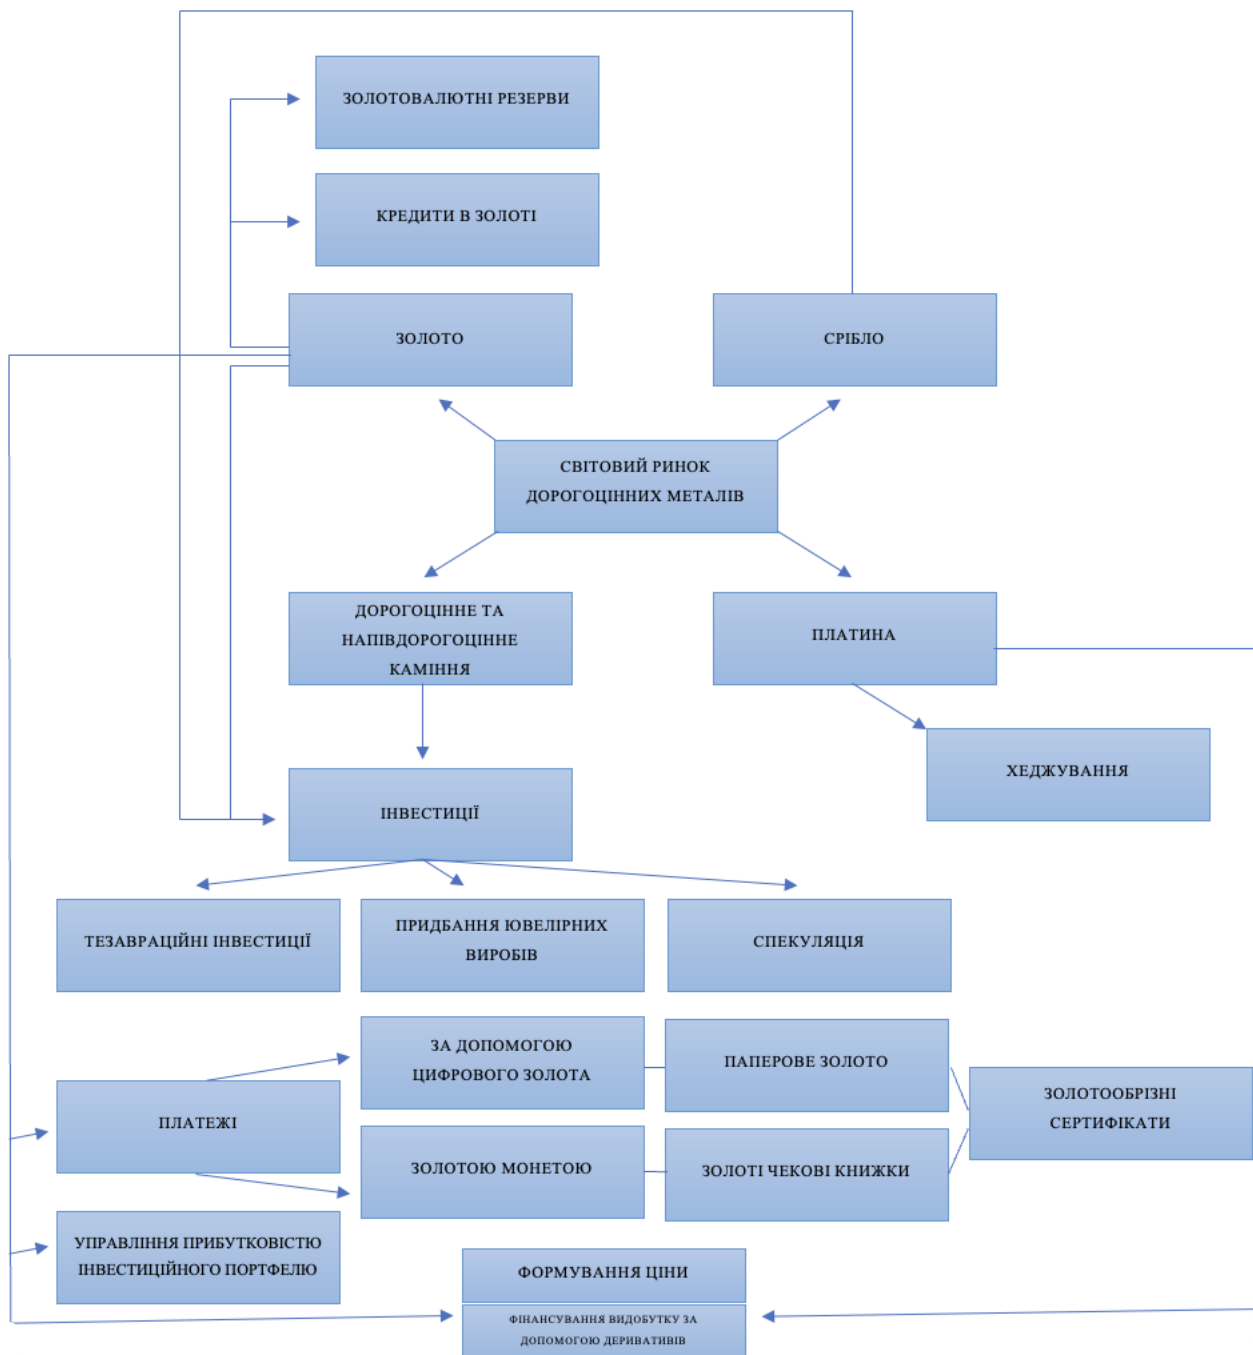 ЗОЛОТОВАЛЮТНІ РЕЗЕРВИ
КРЕДИТИ В ЗОЛОТІ
ЗОЛОТО
СРІБЛО
СВІТОВИЙ РИНОК
ДОРОГОЦІННИХ МЕТАЛІВ
ДОРОГОЦІННЕ ТА
НАПІВДОРОГОЦІННЕ
КАМІННЯ
ПЛАТИНА
ХЕДЖУВАННЯ
ІНВЕСТИЦІЇ
ТЕЗАВРАЦІЙНІ ІНВЕСТИЦІЇ
ПРИДБАННЯ ЮВЕЛІРНИХ
ВИРОБІВ
СПЕКУЛЯЦІЯ
ЗА ДОПОМОГОЮ
ЦИФРОВОГО ЗОЛОТА
ПАПЕРОВЕ ЗОЛОТО
ЗОЛОТООБРІЗНІ
СЕРТИФІКАТИ
ПЛАТЕЖІ
ЗОЛОТОЮ МОНЕТОЮ
ЗОЛОТІ ЧЕКОВІ КНИЖКИ
УПРАВЛІННЯ ПРИБУТКОВІСТЮ
ІНВЕСТИЦІЙНОГО ПОРТФЕЛЮ
ФОРМУВАННЯ ЦІНИ
ФІНАНСУВАННЯ ВИДОБУТКУ ЗА
ДОПОМОГОЮ ДЕРИВАТИВІВ